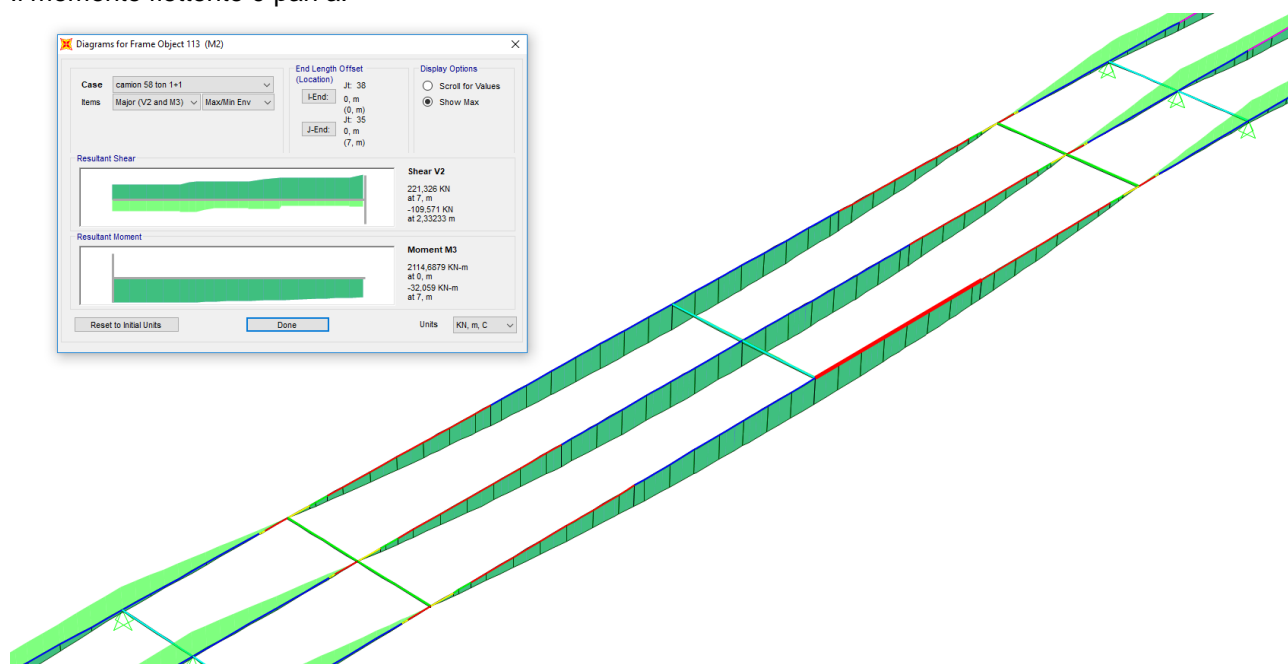 Il momento flettente è pari a:
Diagrams for Frame Object 113 (M2)
Case camion 58 ton 1+1
Items Major (V2 and M3) Max/Min Env
End Length Offset
(Location)
Jt: 38
I-End: 0, m
(0, m)
Jt: 35
J-End: 0, m
(7, m)
Display Options
Scroll for Values
Show Max
Resultant Shear
Shear V2
221,326 KN
at 7, m
-109,571 KN
at 2,33233 m
Resultant Moment
Moment M3
2114,6879 KN-m
at 0, m
-32,059 KN-m
at 7, m
Reset to Initial Units
Done
Units KN, m, C